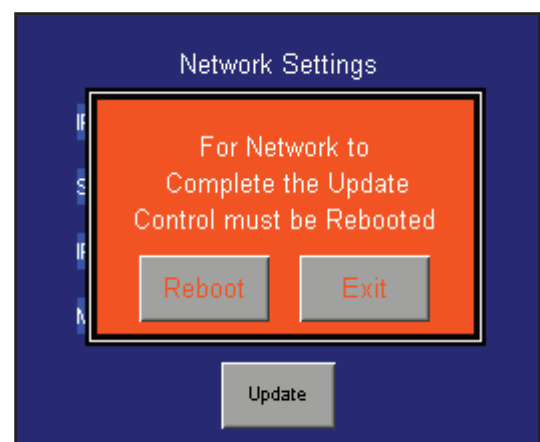 Network Settings
For Network to
Complete the Update
Control must be Rebooted
Reboot
Exit
Update